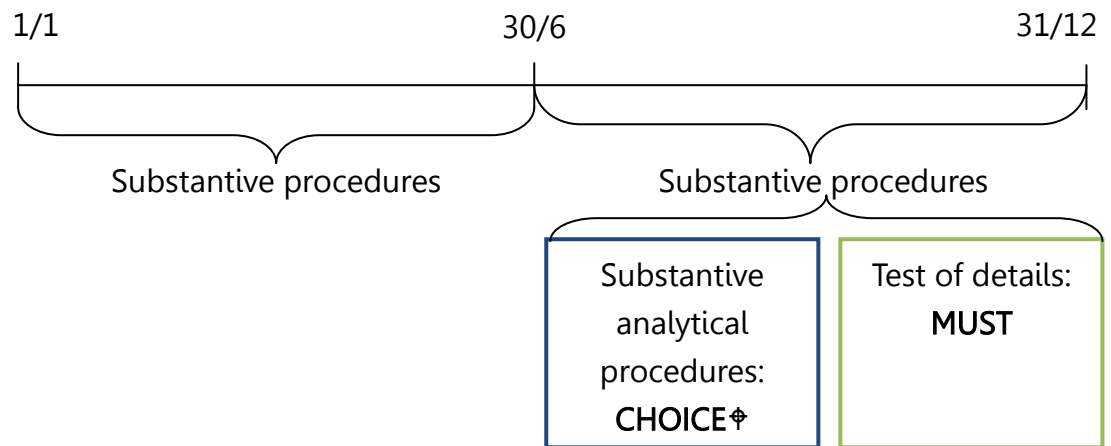 1/1 30/6 31/12
Substantive procedures Substantive procedures
Substantive Test of details:
analytical MUST
procedures:
CHOICE⌖